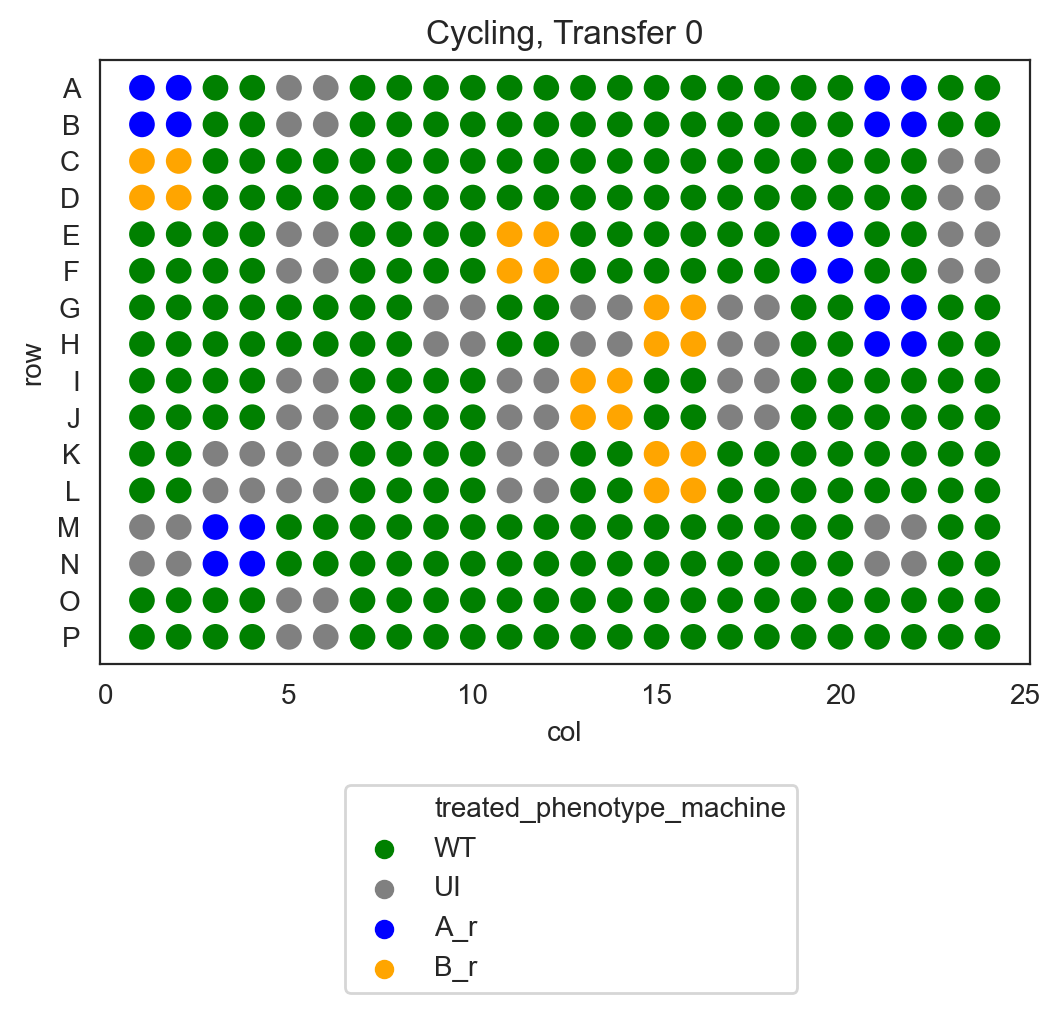 Cycling, Transfer 0
A
B
C
D
E
F
G
H
I
J
K
L
M
N
O
P
row
0 5 10 15 20 25
col
treated_phenotype_machine
WT
UI
A_r
B_r